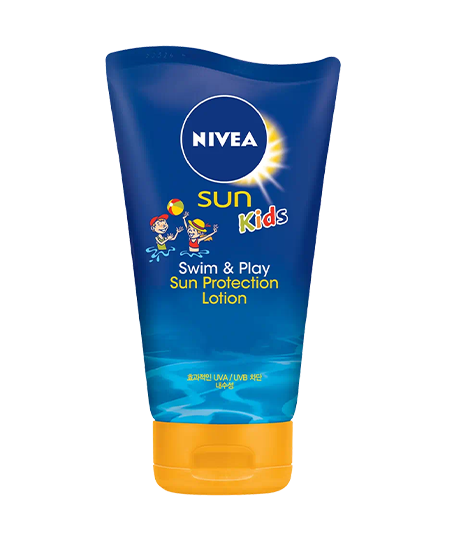 NIVEA
sun
Kids
Swim & Play
Sun Protection
Lotion
효과적인 UVA / UVB 차단
내수성